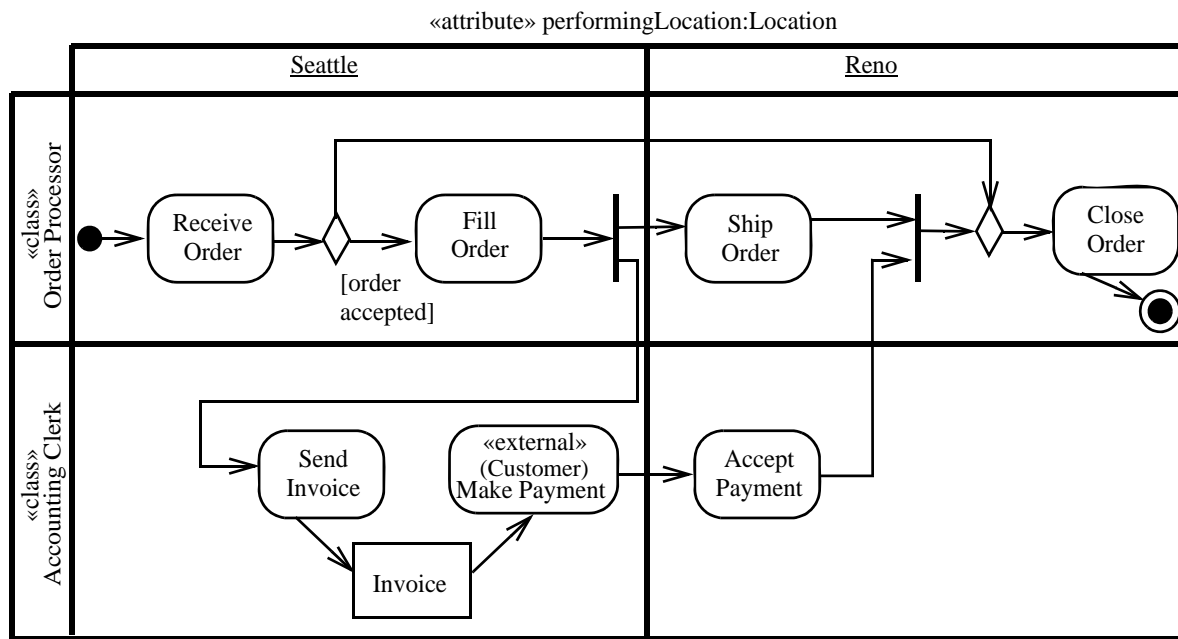 «attribute» performingLocation:Location
Seattle
Reno
«class»
Order Processor
Receive
Order
[order
accepted]
Fill
Order
Ship
Order
Close
Order
«class»
Accounting Clerk
Send
Invoice
Invoice
«external»
(Customer)
Make Payment
Accept
Payment